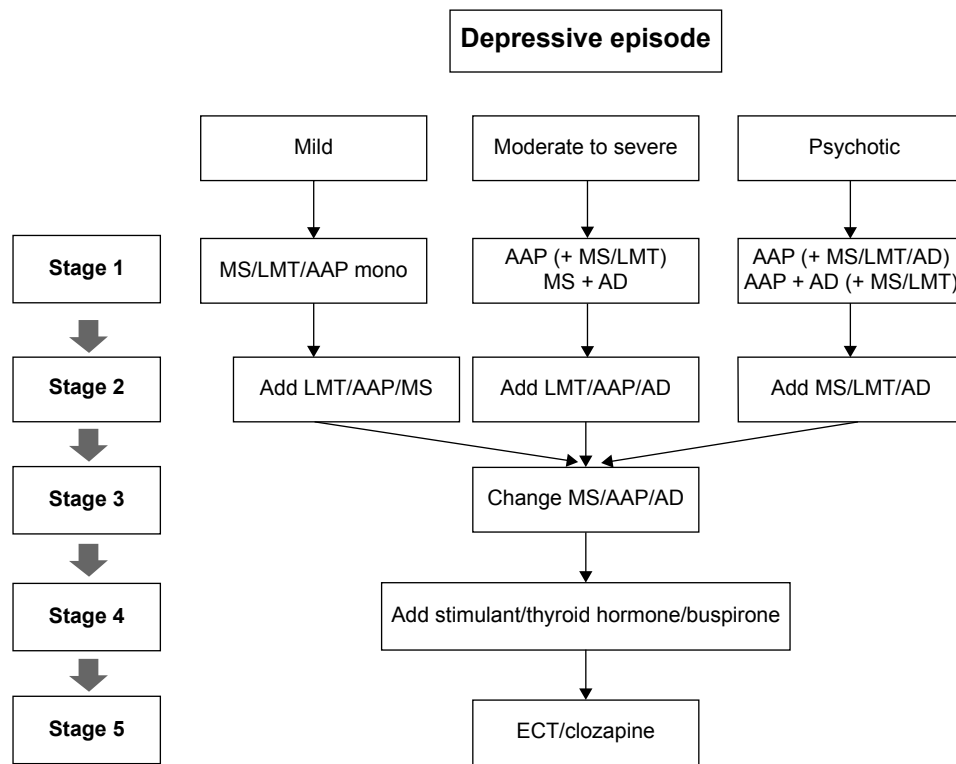 Depressive episode
Mild
Moderate to severe
Psychotic
Stage 1
MS/LMT/AAP mono
AAP (+ MS/LMT)
MS + AD
AAP (+ MS/LMT/AD)
AAP + AD (+ MS/LMT)
Stage 2
Add LMT/AAP/MS
Add LMT/AAP/AD
Add MS/LMT/AD
Stage 3
Change MS/AAP/AD
Stage 4
Add stimulant/thyroid hormone/buspirone
Stage 5
ECT/clozapine